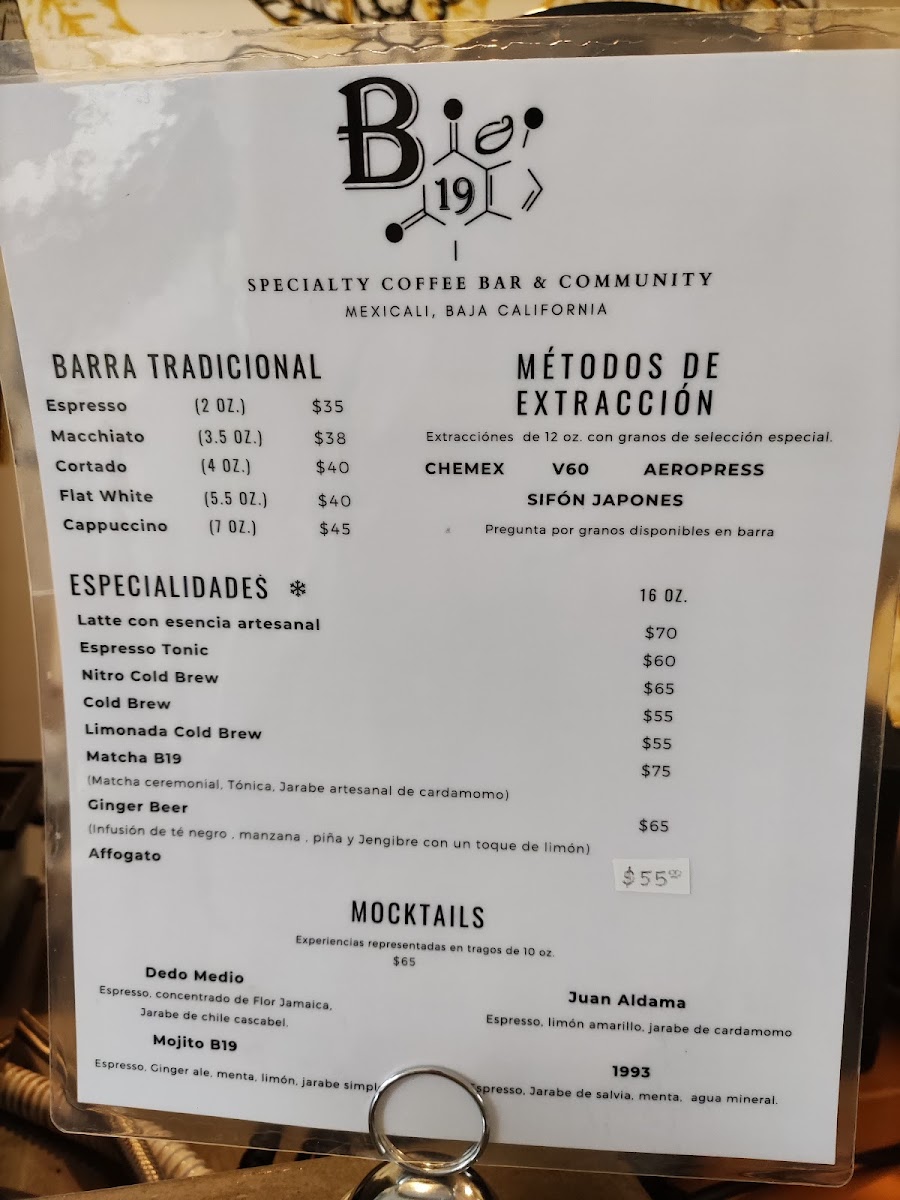 B
19
SPECIALTY COFFEE BAR & COMMUNITY
MEXICALI, BAJA CALIFORNIA
BARRA TRADICIONAL
Espresso (2 OZ.) $35
Macchiato (3.5 OZ.) $38
Cortado (4 OZ.) $40
Flat White (5.5 OZ.) $40
Cappuccino (7 OZ.) $45
MÉTODOS DE
EXTRACCIÓN
Extracciónes de 12 oz. con granos de selección especial.
CHEMEX V60 AEROPRESS
SIFÓN JAPONES
Pregunta por granos disponibles en barra
ESPECIALIDADES 16 OZ.
Latte con esencia artesanal $70
Espresso Tonic $60
Nitro Cold Brew $65
Cold Brew $55
Limonada Cold Brew $55
Matcha B19 $75
(Matcha ceremonial, Tónica, Jarabe artesanal de cardamomo)
Ginger Beer $65
(Infusión de té negro , manzana , piña y Jengibre con un toque de limón)
Affogato $55.00
MOCKTAILS
Experiencias representadas en tragos de 10 oz.
$65
Dedo Medio
Espresso, concentrado de Flor Jamaica,
Jarabe de chile cascabel.
Juan Aldama
Espresso, limón amarillo, jarabe de cardamomo
Mojito B19
Espresso, Ginger ale, menta, limón, jarabe simpl
1993
Espresso, Jarabe de salvia, menta, agua mineral.